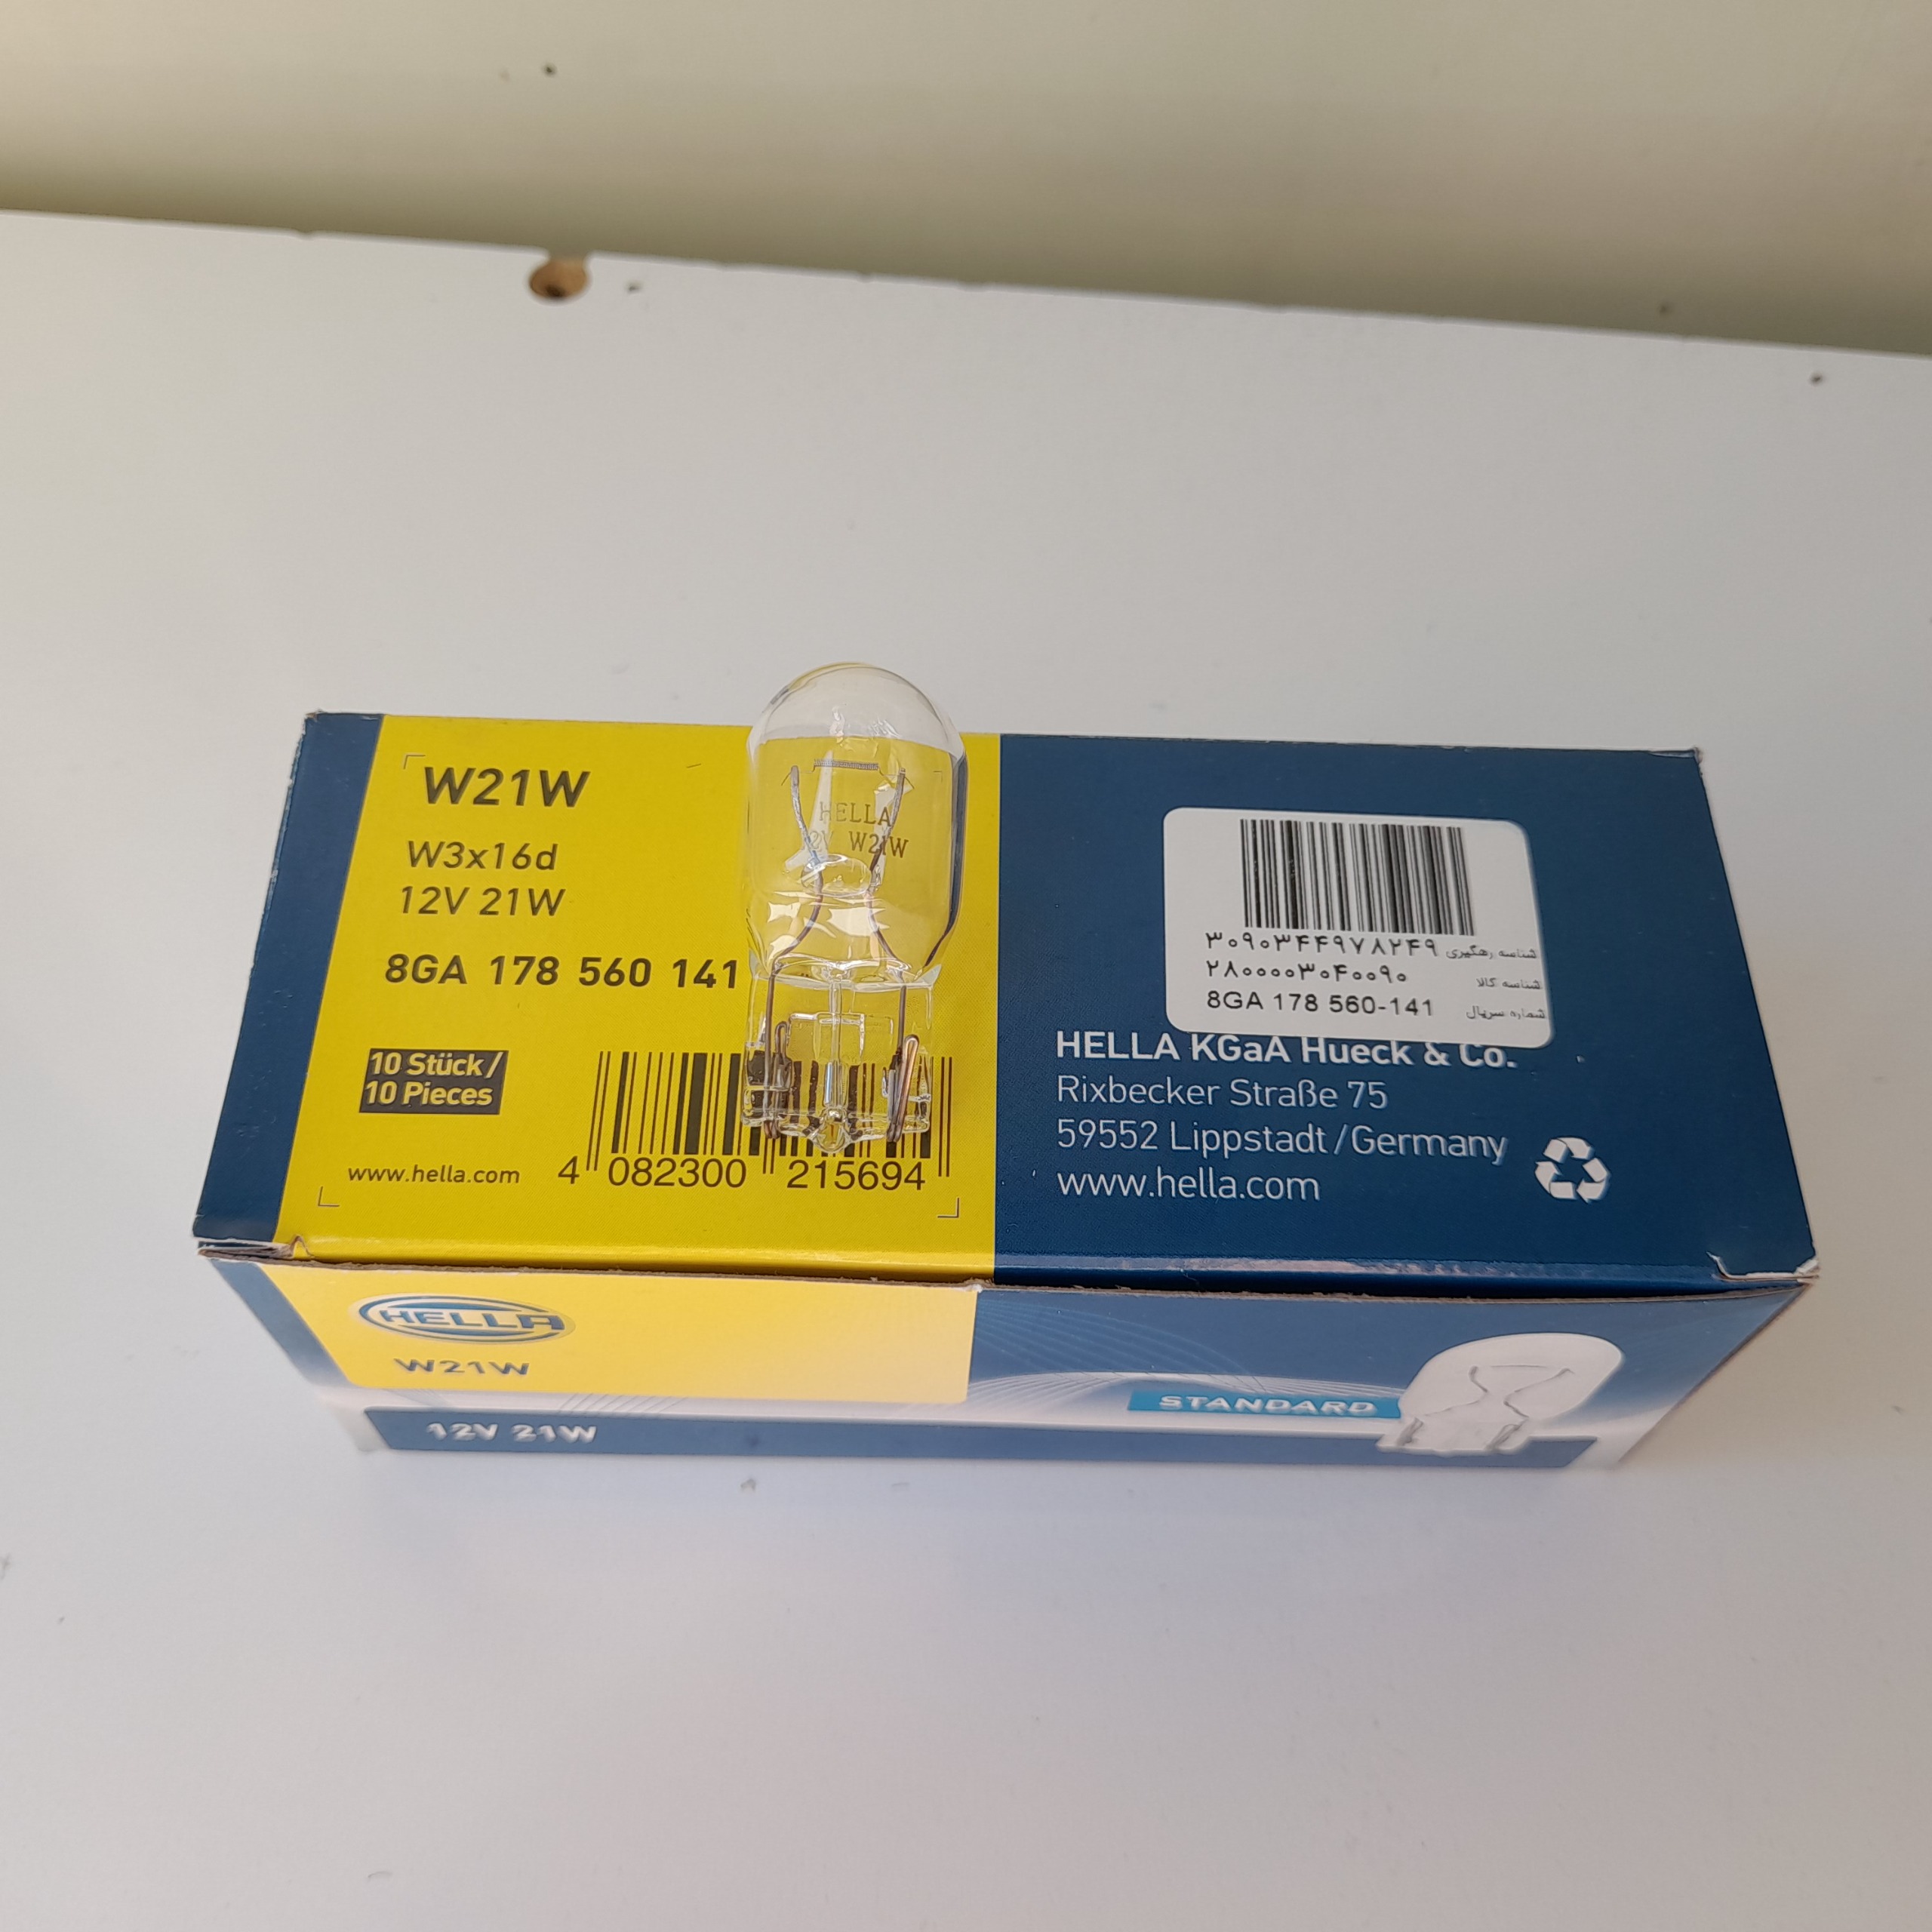 W21W
W3x16d
12V 21W
8GA 178 560 141
10 Stück/
10 Pieces
www.hella.com
4 082300 215694
HELLA
2V W21W
۳۰۹۰۳۴۴۹۷۸۲۴۹ شناسه رهگیری
۲۸۰۰۰۰۳۰۴۰۰۹۰ شناسه کالا
8GA 178 560-141 شماره سریال
HELLA KGaA Hueck & Co.
Rixbecker Straße 75
59552 Lippstadt/Germany
www.hella.com
HELLA
W21W
12V 21W
STANDARD